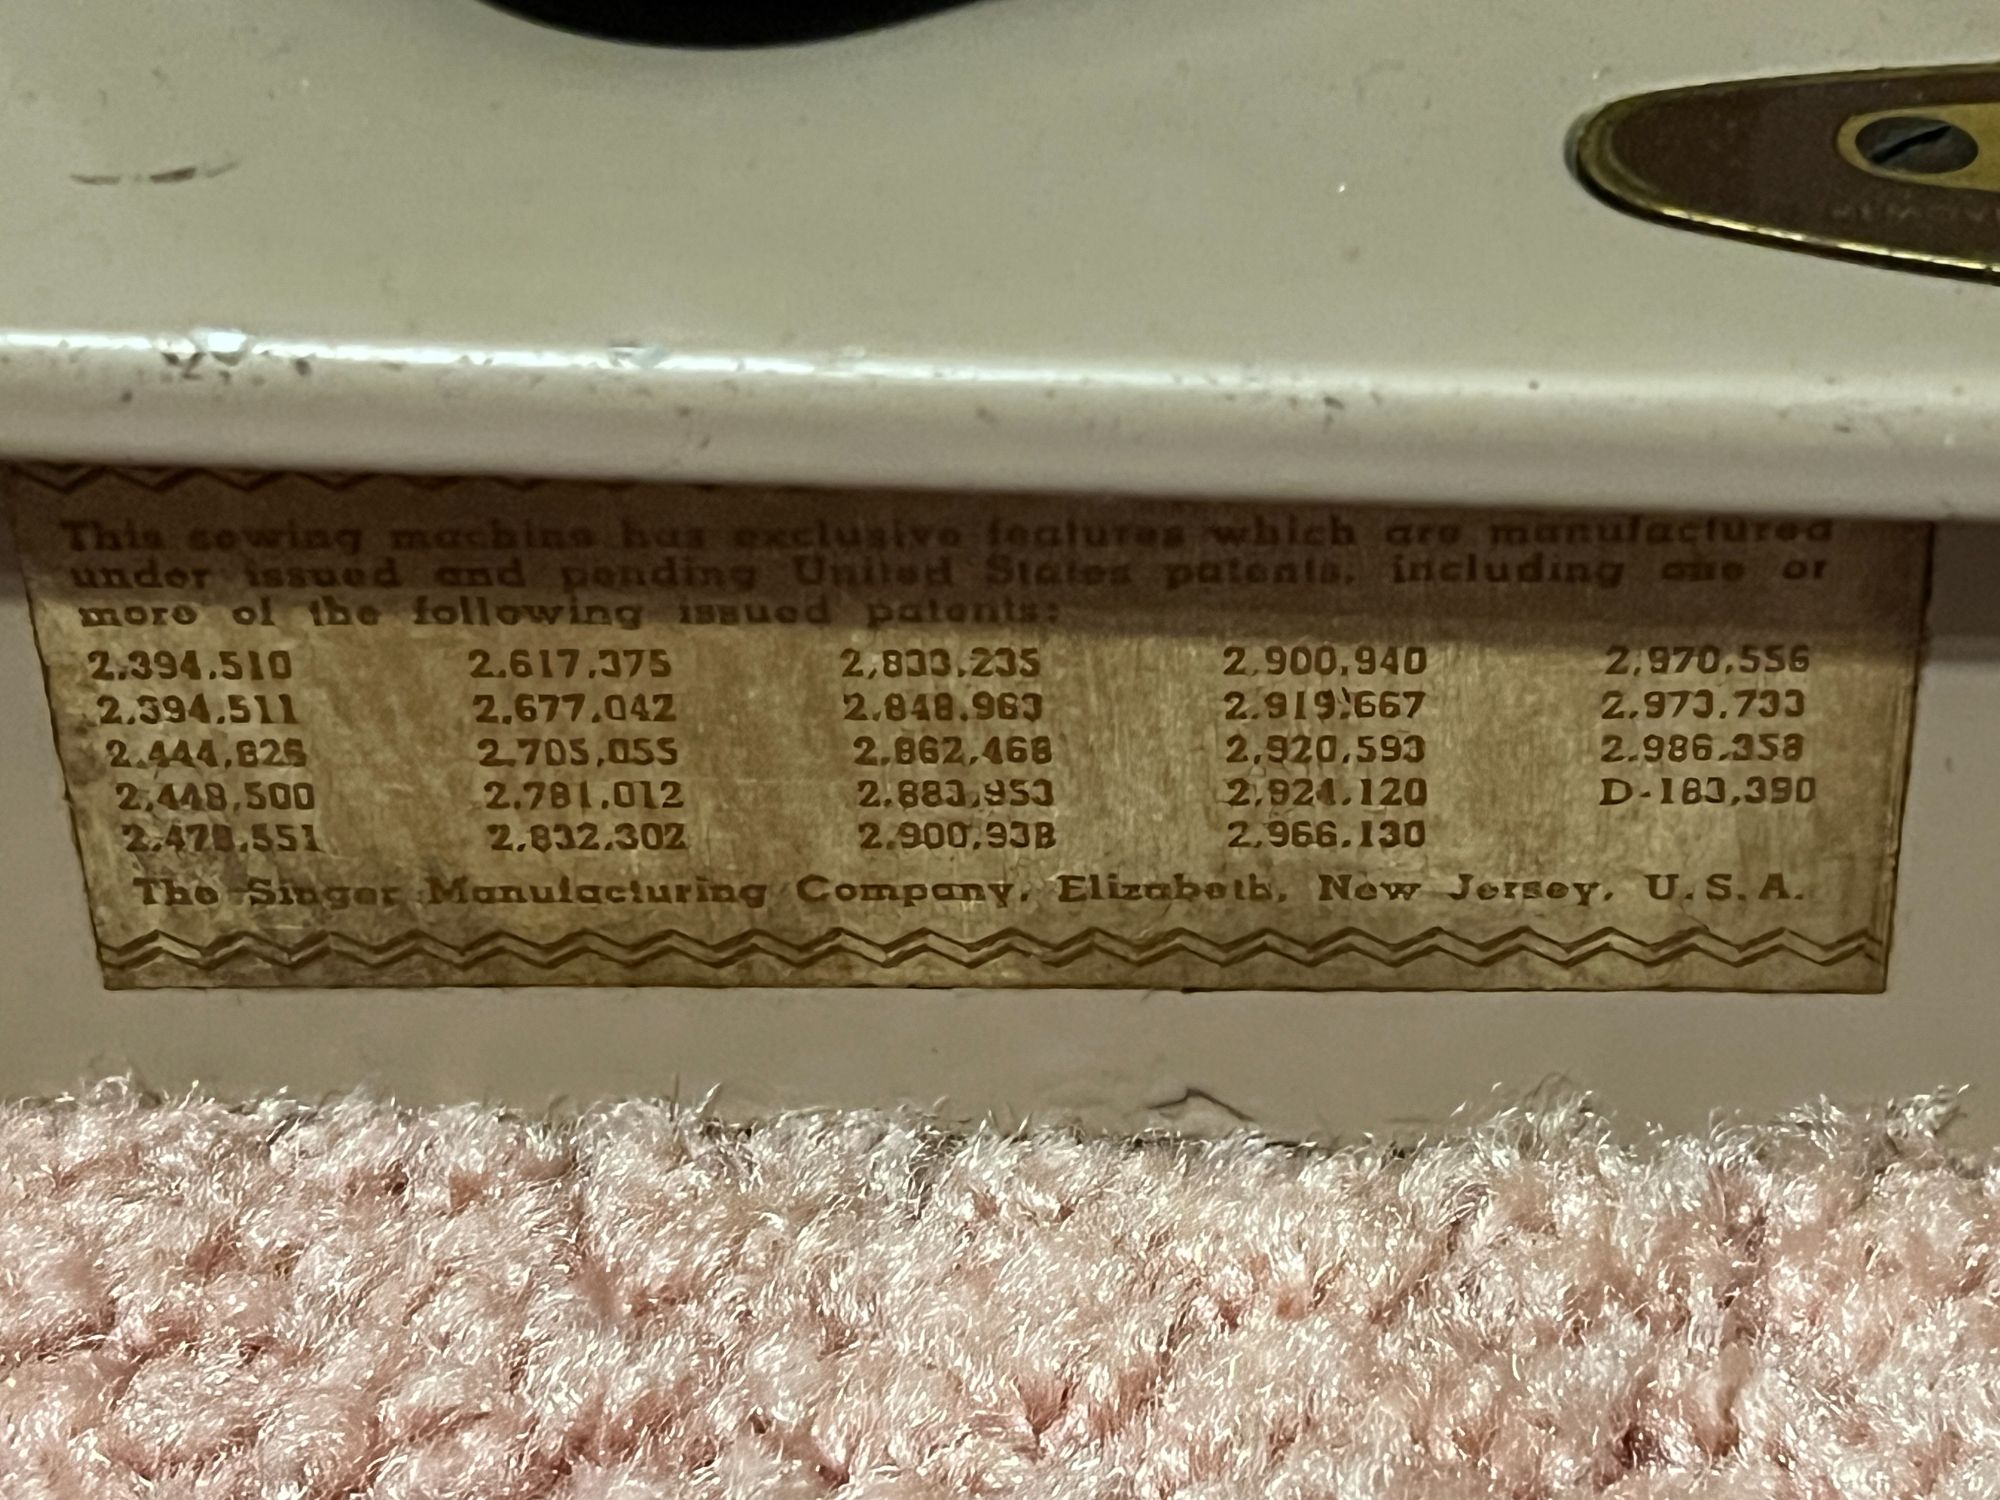 This sewing machine has exclusive features which are manufactured
under issued and pending United States patents, including one or
more of the following issued patents:
2,394,510 2,617,375 2,833,235 2,900,940 2,970,556
2,394,511 2,677,042 2,848,963 2,919,667 2,973,733
2,444,826 2,705,055 2,862,468 2,920,593 2,986,358
2,448,500 2,781,012 2,883,953 2,924,120 D-183,390
2,478,551 2,832,302 2,900,938 2,966,130
The Singer Manufacturing Company, Elizabeth, New Jersey, U.S.A.